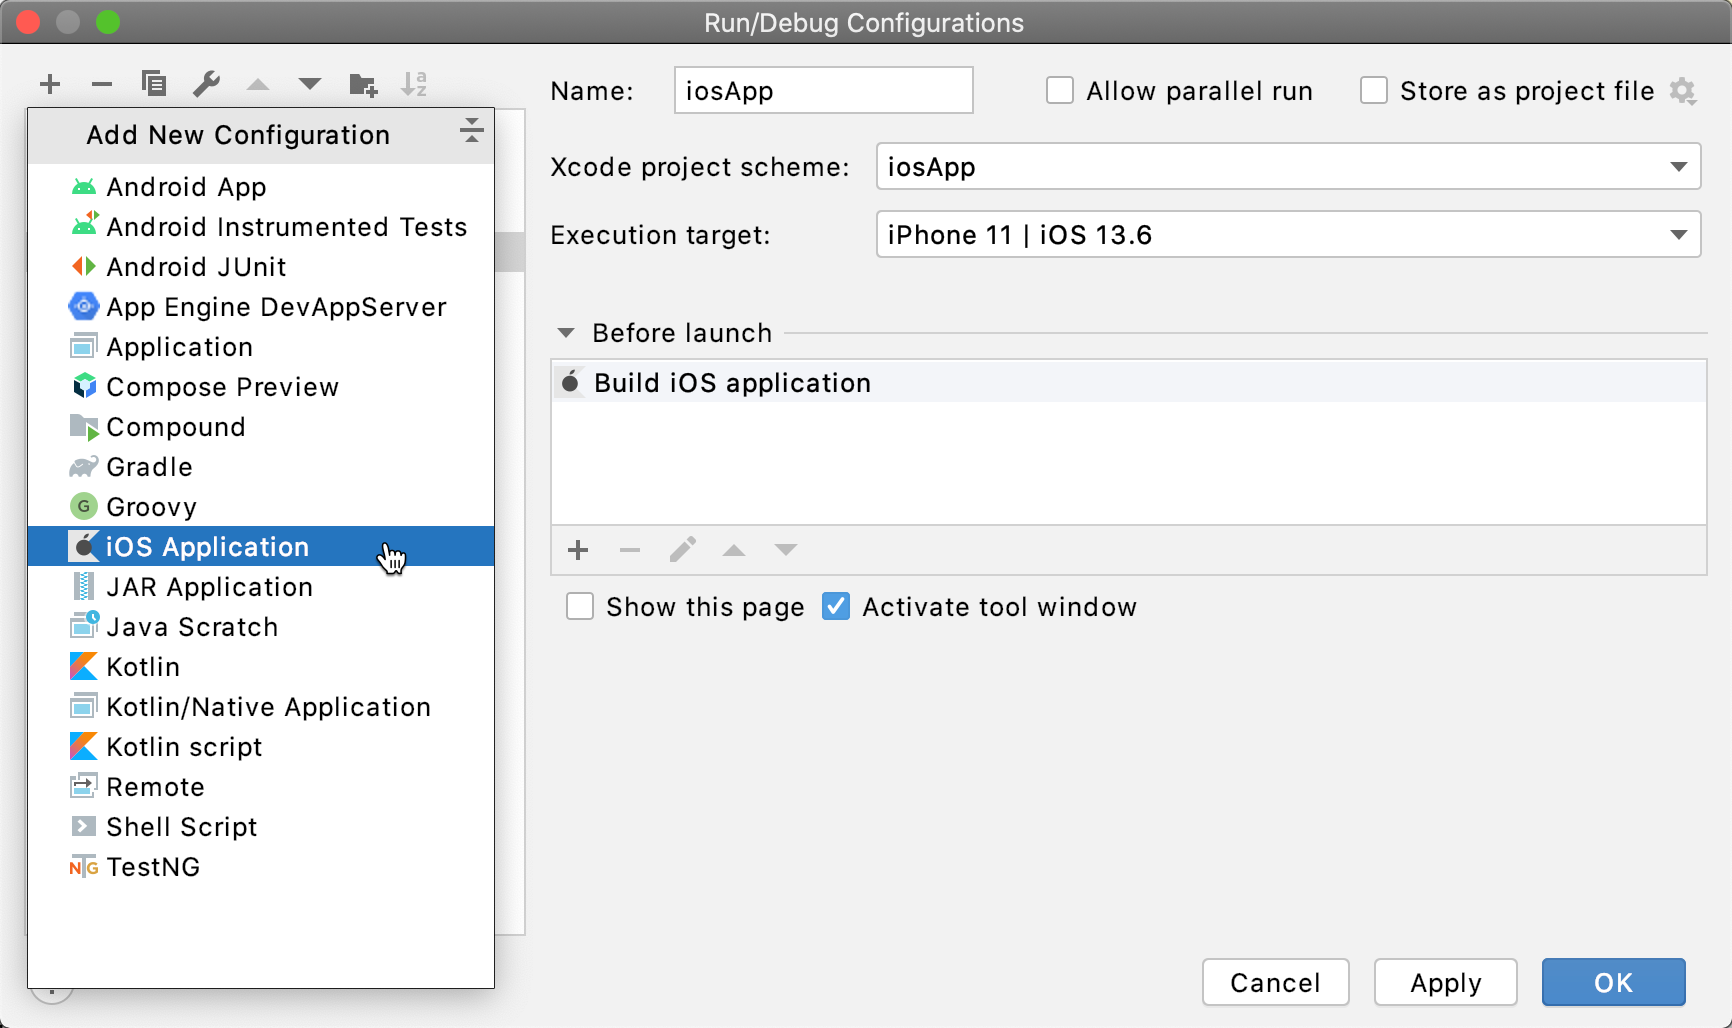 Run/Debug Configurations
Name: iosApp Allow parallel run Store as project file
Add New Configuration
Android App
Android Instrumented Tests
Android JUnit
App Engine DevAppServer
Application
Compose Preview
Compound
Gradle
G Groovy
iOS Application
JAR Application
Java Scratch
Kotlin
Kotlin/Native Application
Kotlin script
Remote
Shell Script
NTG TestNG
Xcode project scheme: iosApp
Execution target: iPhone 11 | iOS 13.6
Before launch
Build iOS application
Show this page Activate tool window
Cancel Apply OK